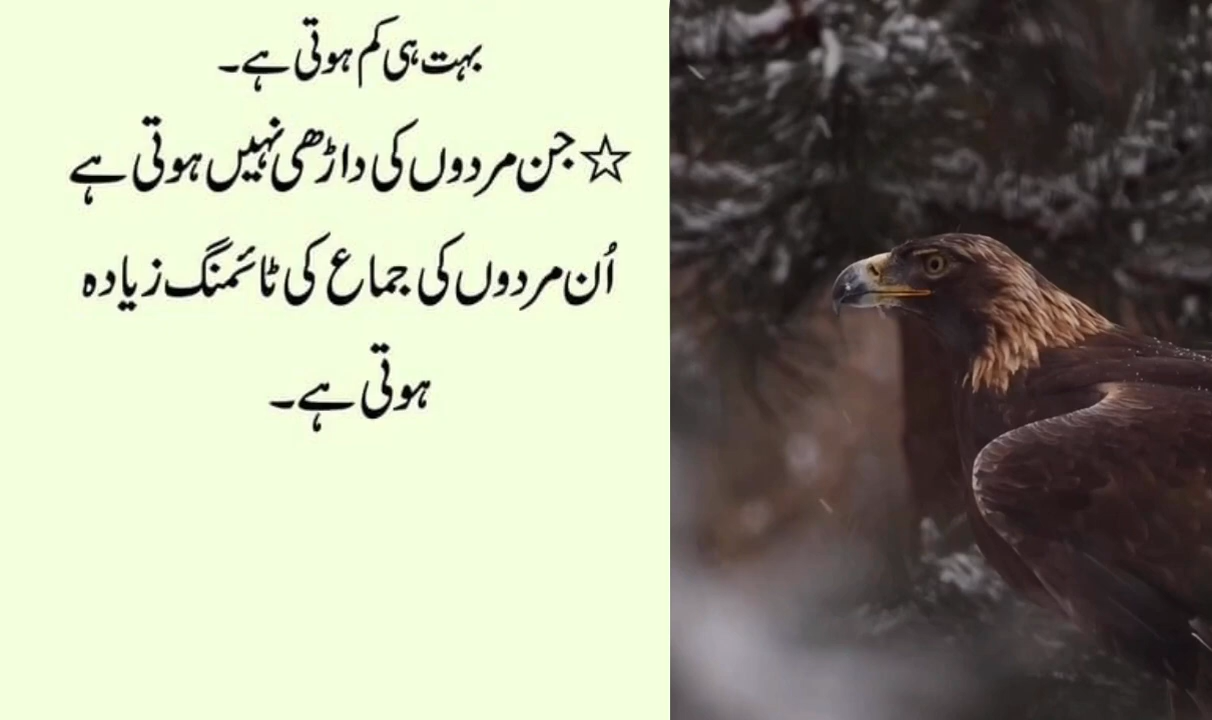 بہت ہی کم ہوتی ہے۔
☆جن مردوں کی داڑھی نہیں ہوتی ہے
اُن مردوں کی جماع کی ٹائمنگ زیادہ
ہوتی ہے۔